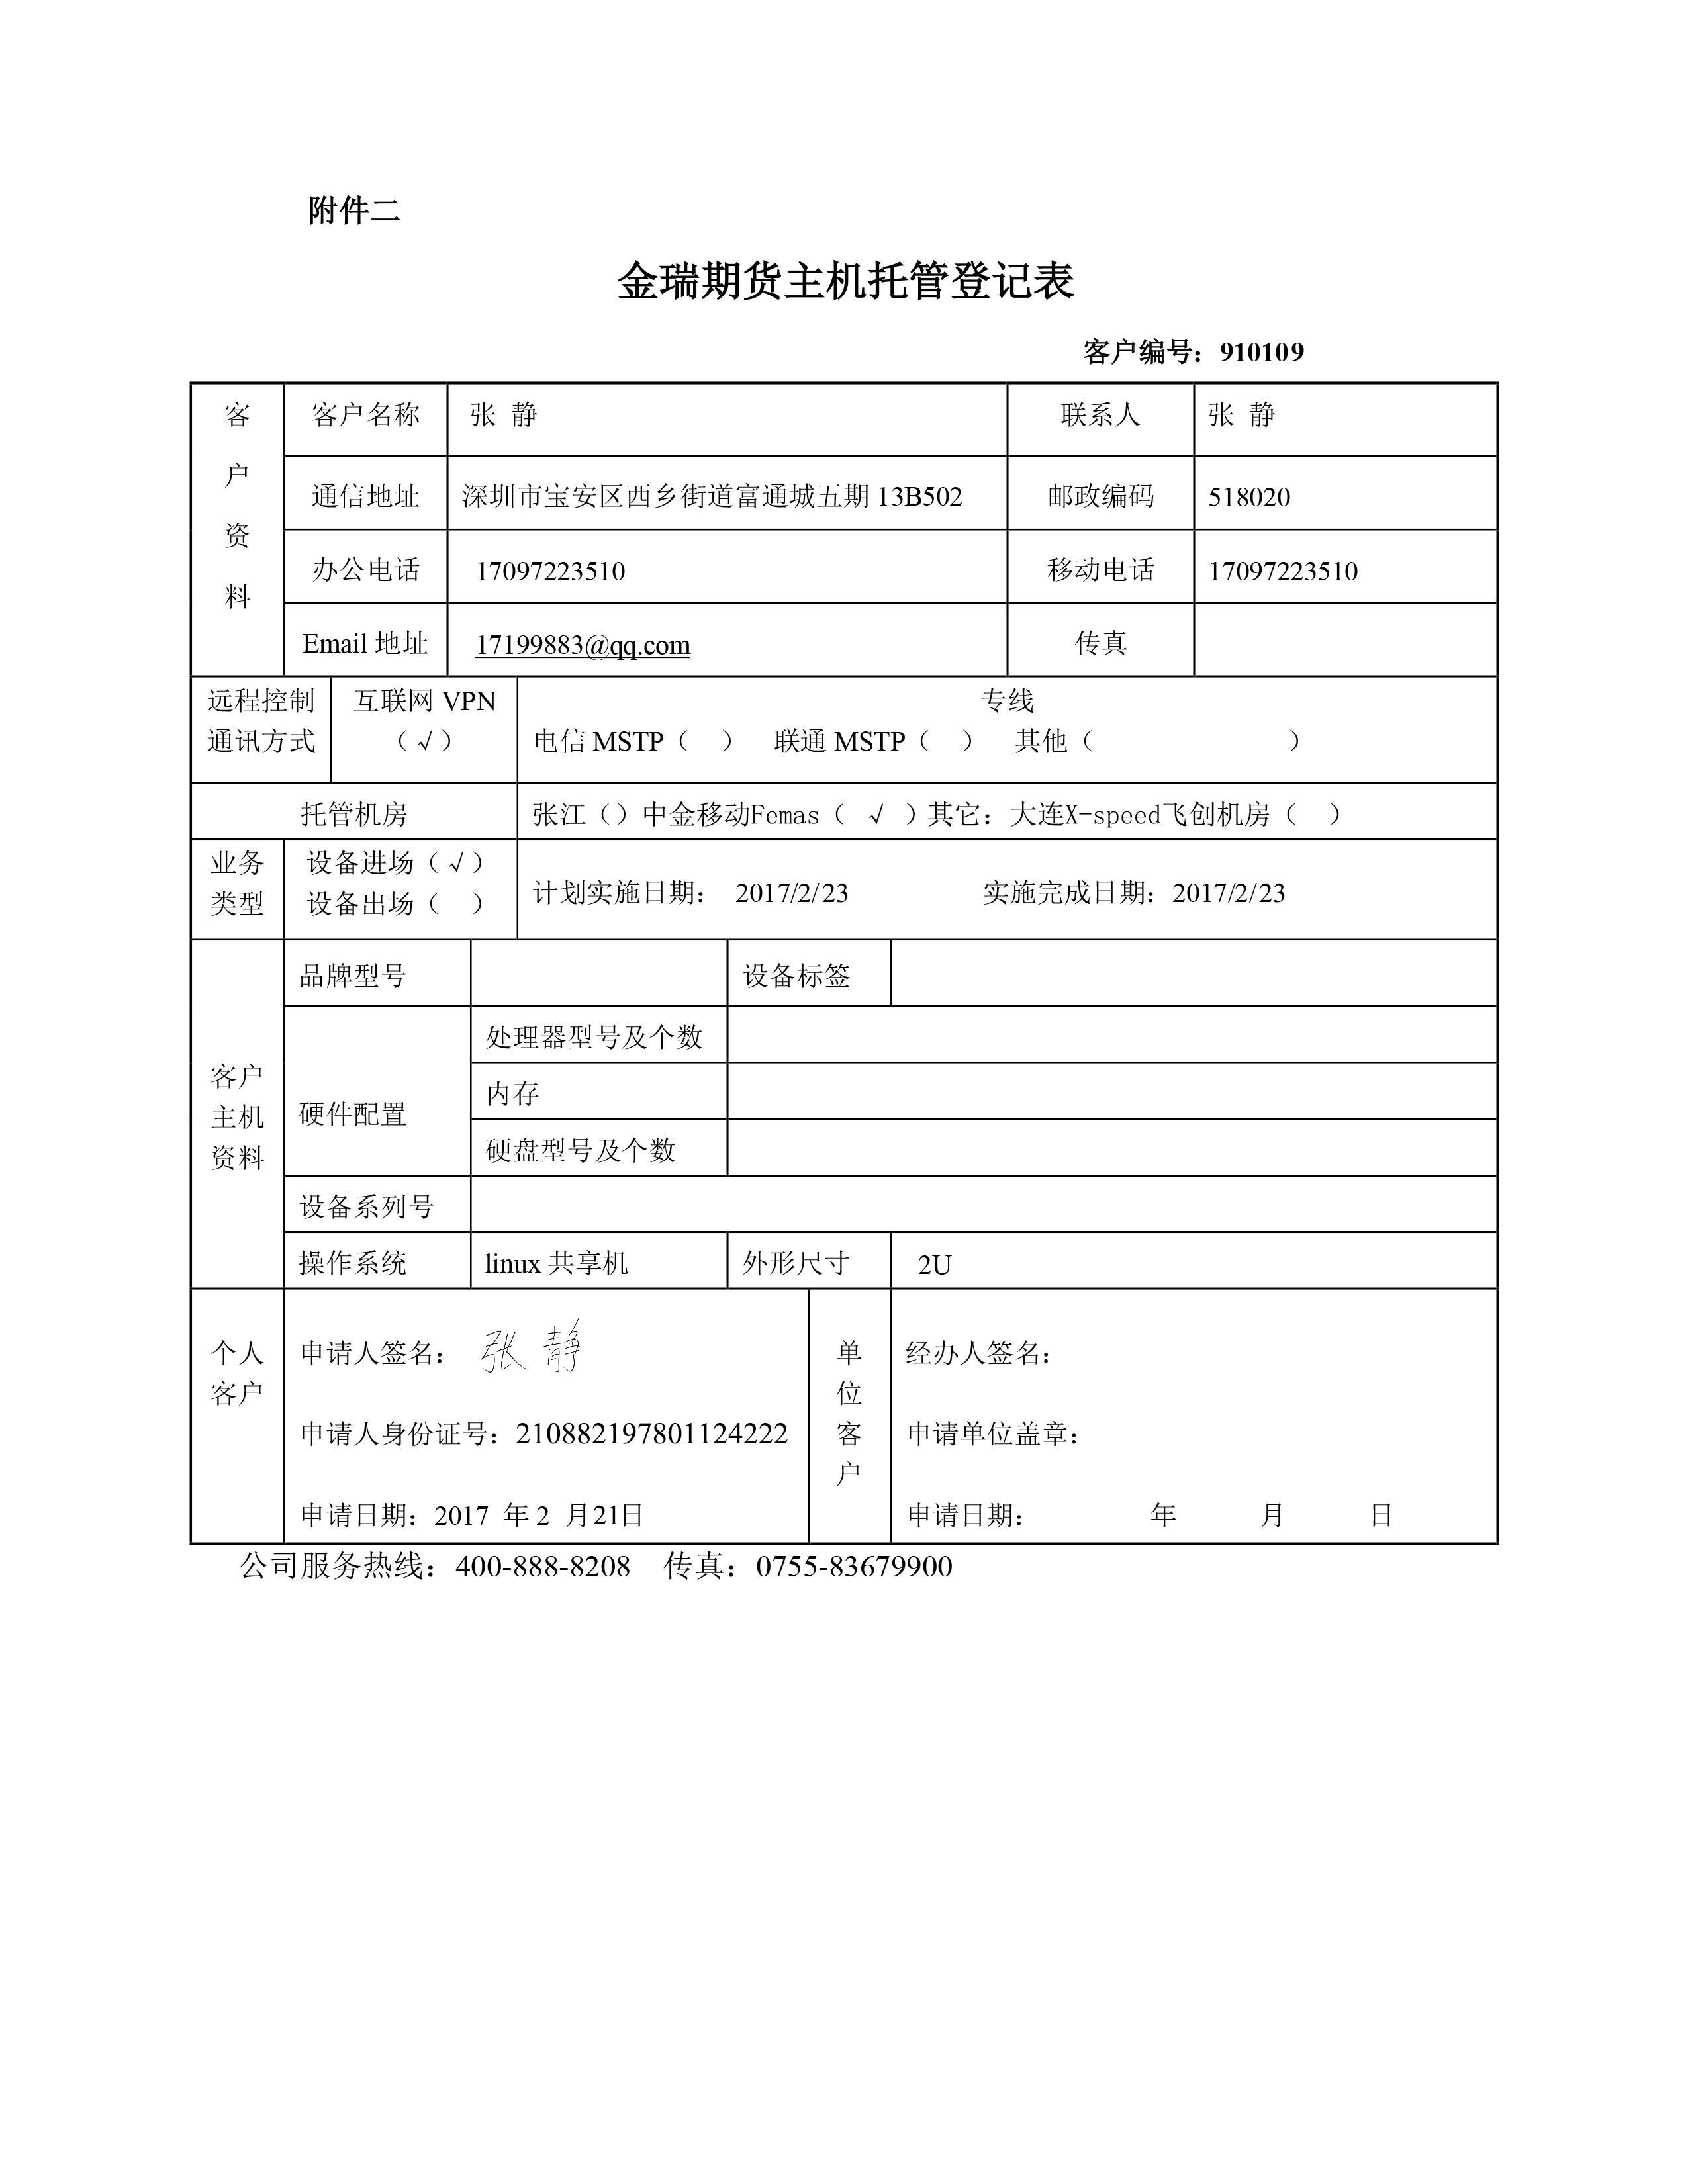 附件二
金瑞期货主机托管登记表
客户编号：910109
客户资料
客户名称 张 静 联系人 张 静
通信地址 深圳市宝安区西乡街道富通城五期 13B502 邮政编码 518020
办公电话 17097223510 移动电话 17097223510
Email 地址 17199883@qq.com 传真
远程控制通讯方式
互联网 VPN
（√）
专线
电信 MSTP（ ） 联通 MSTP（ ） 其他（ ）
托管机房 张江（）中金移动Femas（ √ ）其它：大连X-speed飞创机房（ ）
业务类型
设备进场（√）
设备出场（ ）
计划实施日期： 2017/2/23 实施完成日期：2017/2/23
客户主机资料
品牌型号 设备标签
硬件配置
处理器型号及个数
内存
硬盘型号及个数
设备系列号
操作系统 linux 共享机 外形尺寸 2U
个人客户
申请人签名： 张 静
申请人身份证号：210882197801124222
申请日期：2017 年 2 月21日
单位客户
经办人签名：
申请单位盖章：
申请日期： 年 月 日
公司服务热线：400-888-8208 传真：0755-83679900